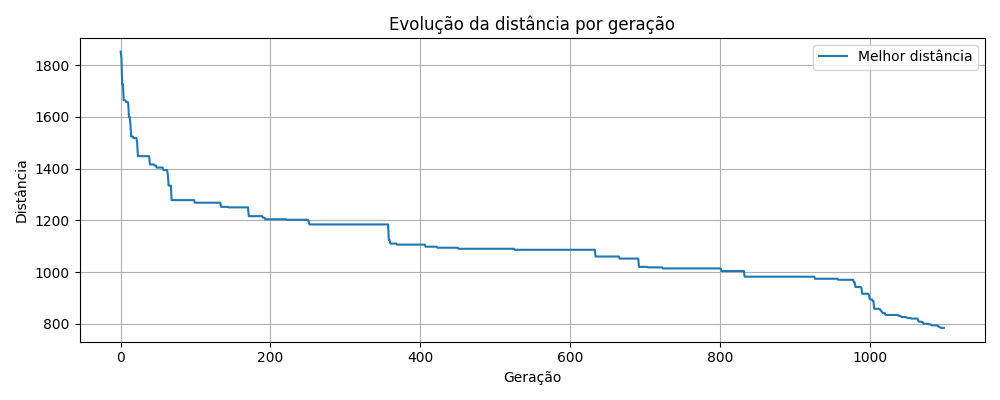 Evolução da distância por geração
Melhor distância
Distância
1800
1600
1400
1200
1000
800
0 200 400 600 800 1000
Geração